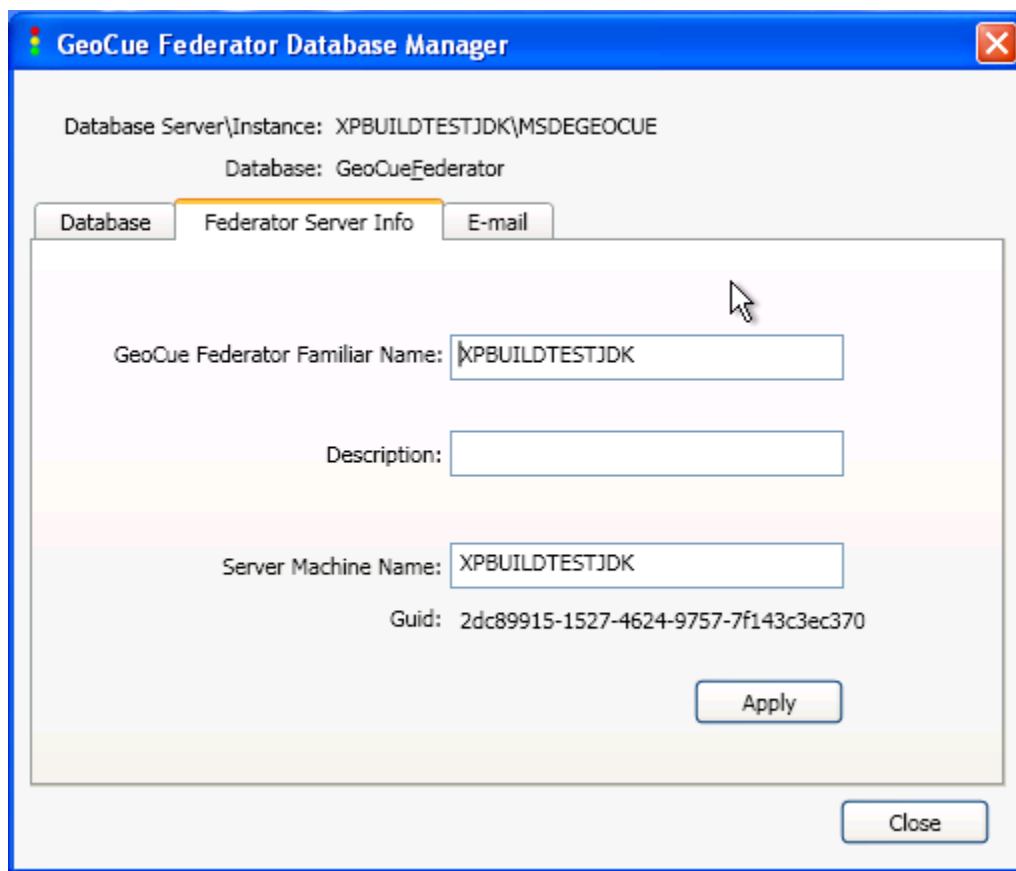 GeoCue Federator Database Manager
Database Server\Instance: XPBUILDTESTJDK\MSDEGEOCUE
Database: GeoCueFederator
Database Federator Server Info E-mail
GeoCue Federator Familiar Name: XPBUILDTESTJDK
Description:
Server Machine Name: XPBUILDTESTJDK
Guid: 2dc89915-1527-4624-9757-7f143c3ec370
Apply
Close